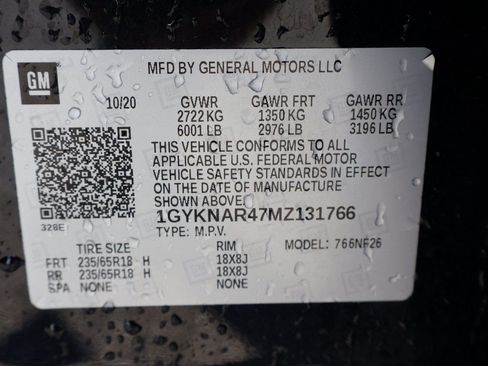 GM
MFD BY GENERAL MOTORS LLC
10/20 GVWR GAWR FRT GAWR RR
2722 KG 1350 KG 1450 KG
6001 LB 2976 LB 3196 LB
THIS VEHICLE CONFORMS TO ALL
APPLICABLE U.S. FEDERAL MOTOR
VEHICLE SAFETY STANDARDS IN EFFECT
ON THE DATE OF MANUFACTURE
SHOWN ABOVE.
1GYKNAR47MZ131766
328E
TYPE: M.P.V.
TIRE SIZE RIM MODEL: 766NF26
FRT 235/65R18 H 18X8J
RR 235/65R18 H 18X8J
SPA NONE NONE